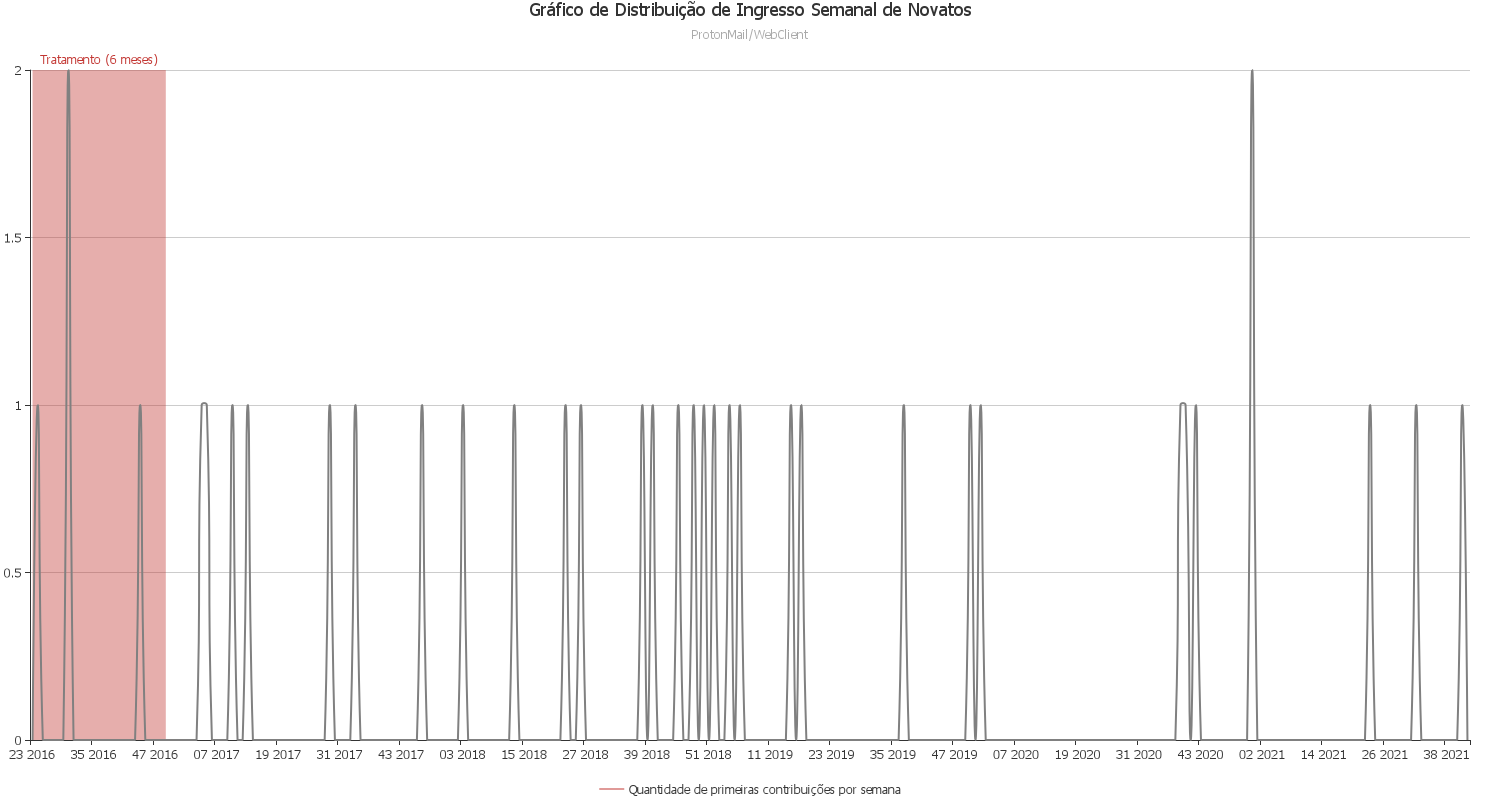 Gráfico de Distribuição de Ingresso Semanal de Novatos
ProtonMail/WebClient
Tratamento (6 meses)
2
1.5
1
0.5
0
23 2016 35 2016 47 2016 07 2017 19 2017 31 2017 43 2017 03 2018 15 2018 27 2018 39 2018 51 2018 11 2019 23 2019 35 2019 47 2019 07 2020 19 2020 31 2020 43 2020 02 2021 14 2021 26 2021 38 2021
Quantidade de primeiras contribuições por semana